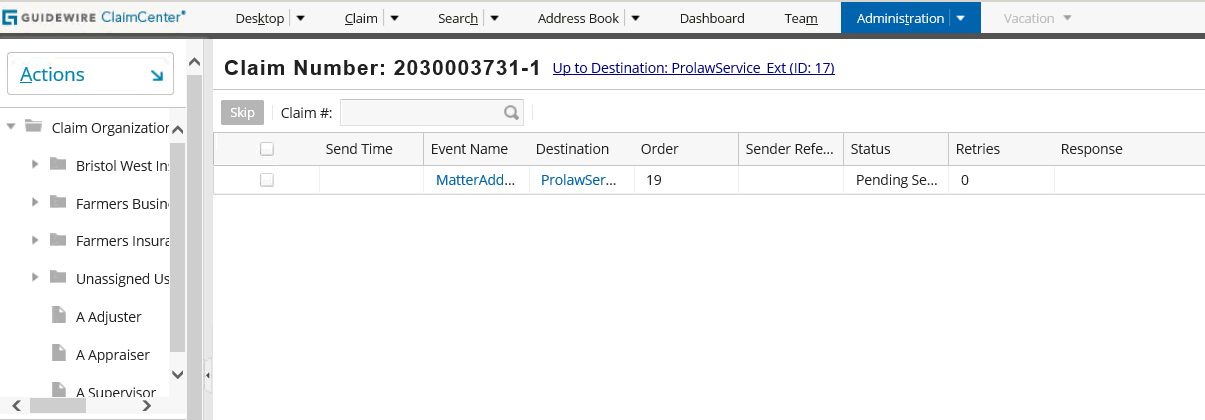 GUIDEWIRE ClaimCenter®
Desktop Claim Search Address Book Dashboard Team Administration Vacation
Actions
Claim Number: 2030003731-1 Up to Destination: ProlawService_Ext (ID: 17)
Skip Claim #:
Claim Organization
Bristol West In
Farmers Busin
Farmers Insura
Unassigned Us
A Adjuster
A Appraiser
A Supervisor
Send Time Event Name Destination Order Sender Refe... Status Retries Response
MatterAdd... ProlawSer... 19 Pending Se... 0